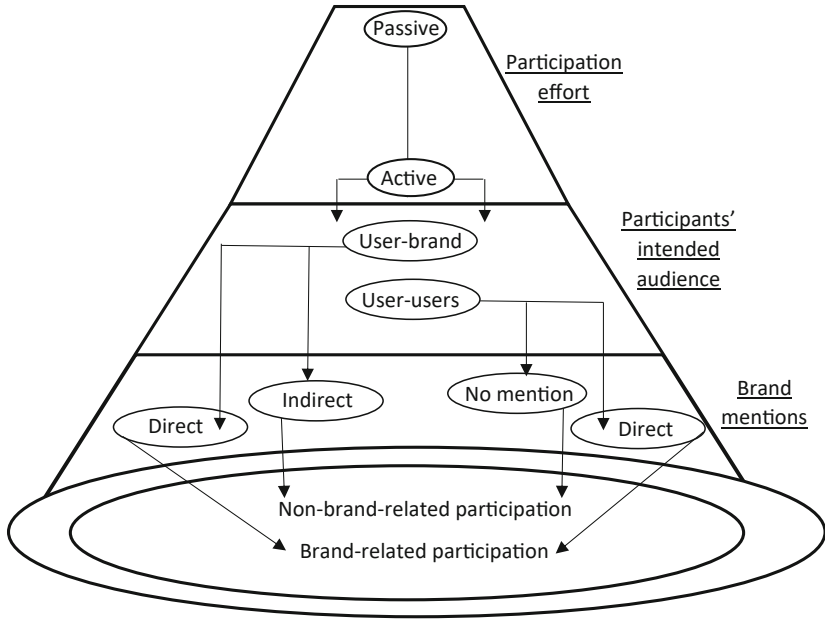 Passive
Participation
effort
Active
Participants'
intended
audience
User-brand
User-users
Brand
mentions
Direct
Indirect
No mention
Direct
Non-brand-related participation
Brand-related participation